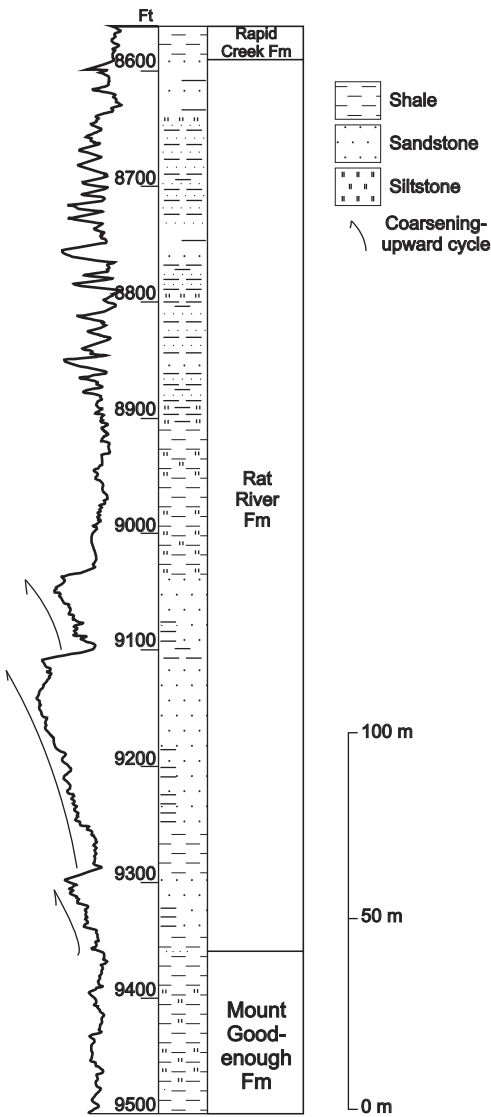 Ft
Rapid
Creek Fm
8600
Shale
Sandstone
8700
Siltstone
Coarsening-
upward cycle
8800
8900
Rat
River
Fm
9000
9100
9200
100 m
9300
50 m
9400
Mount
Good-
enough
Fm
9500
0 m